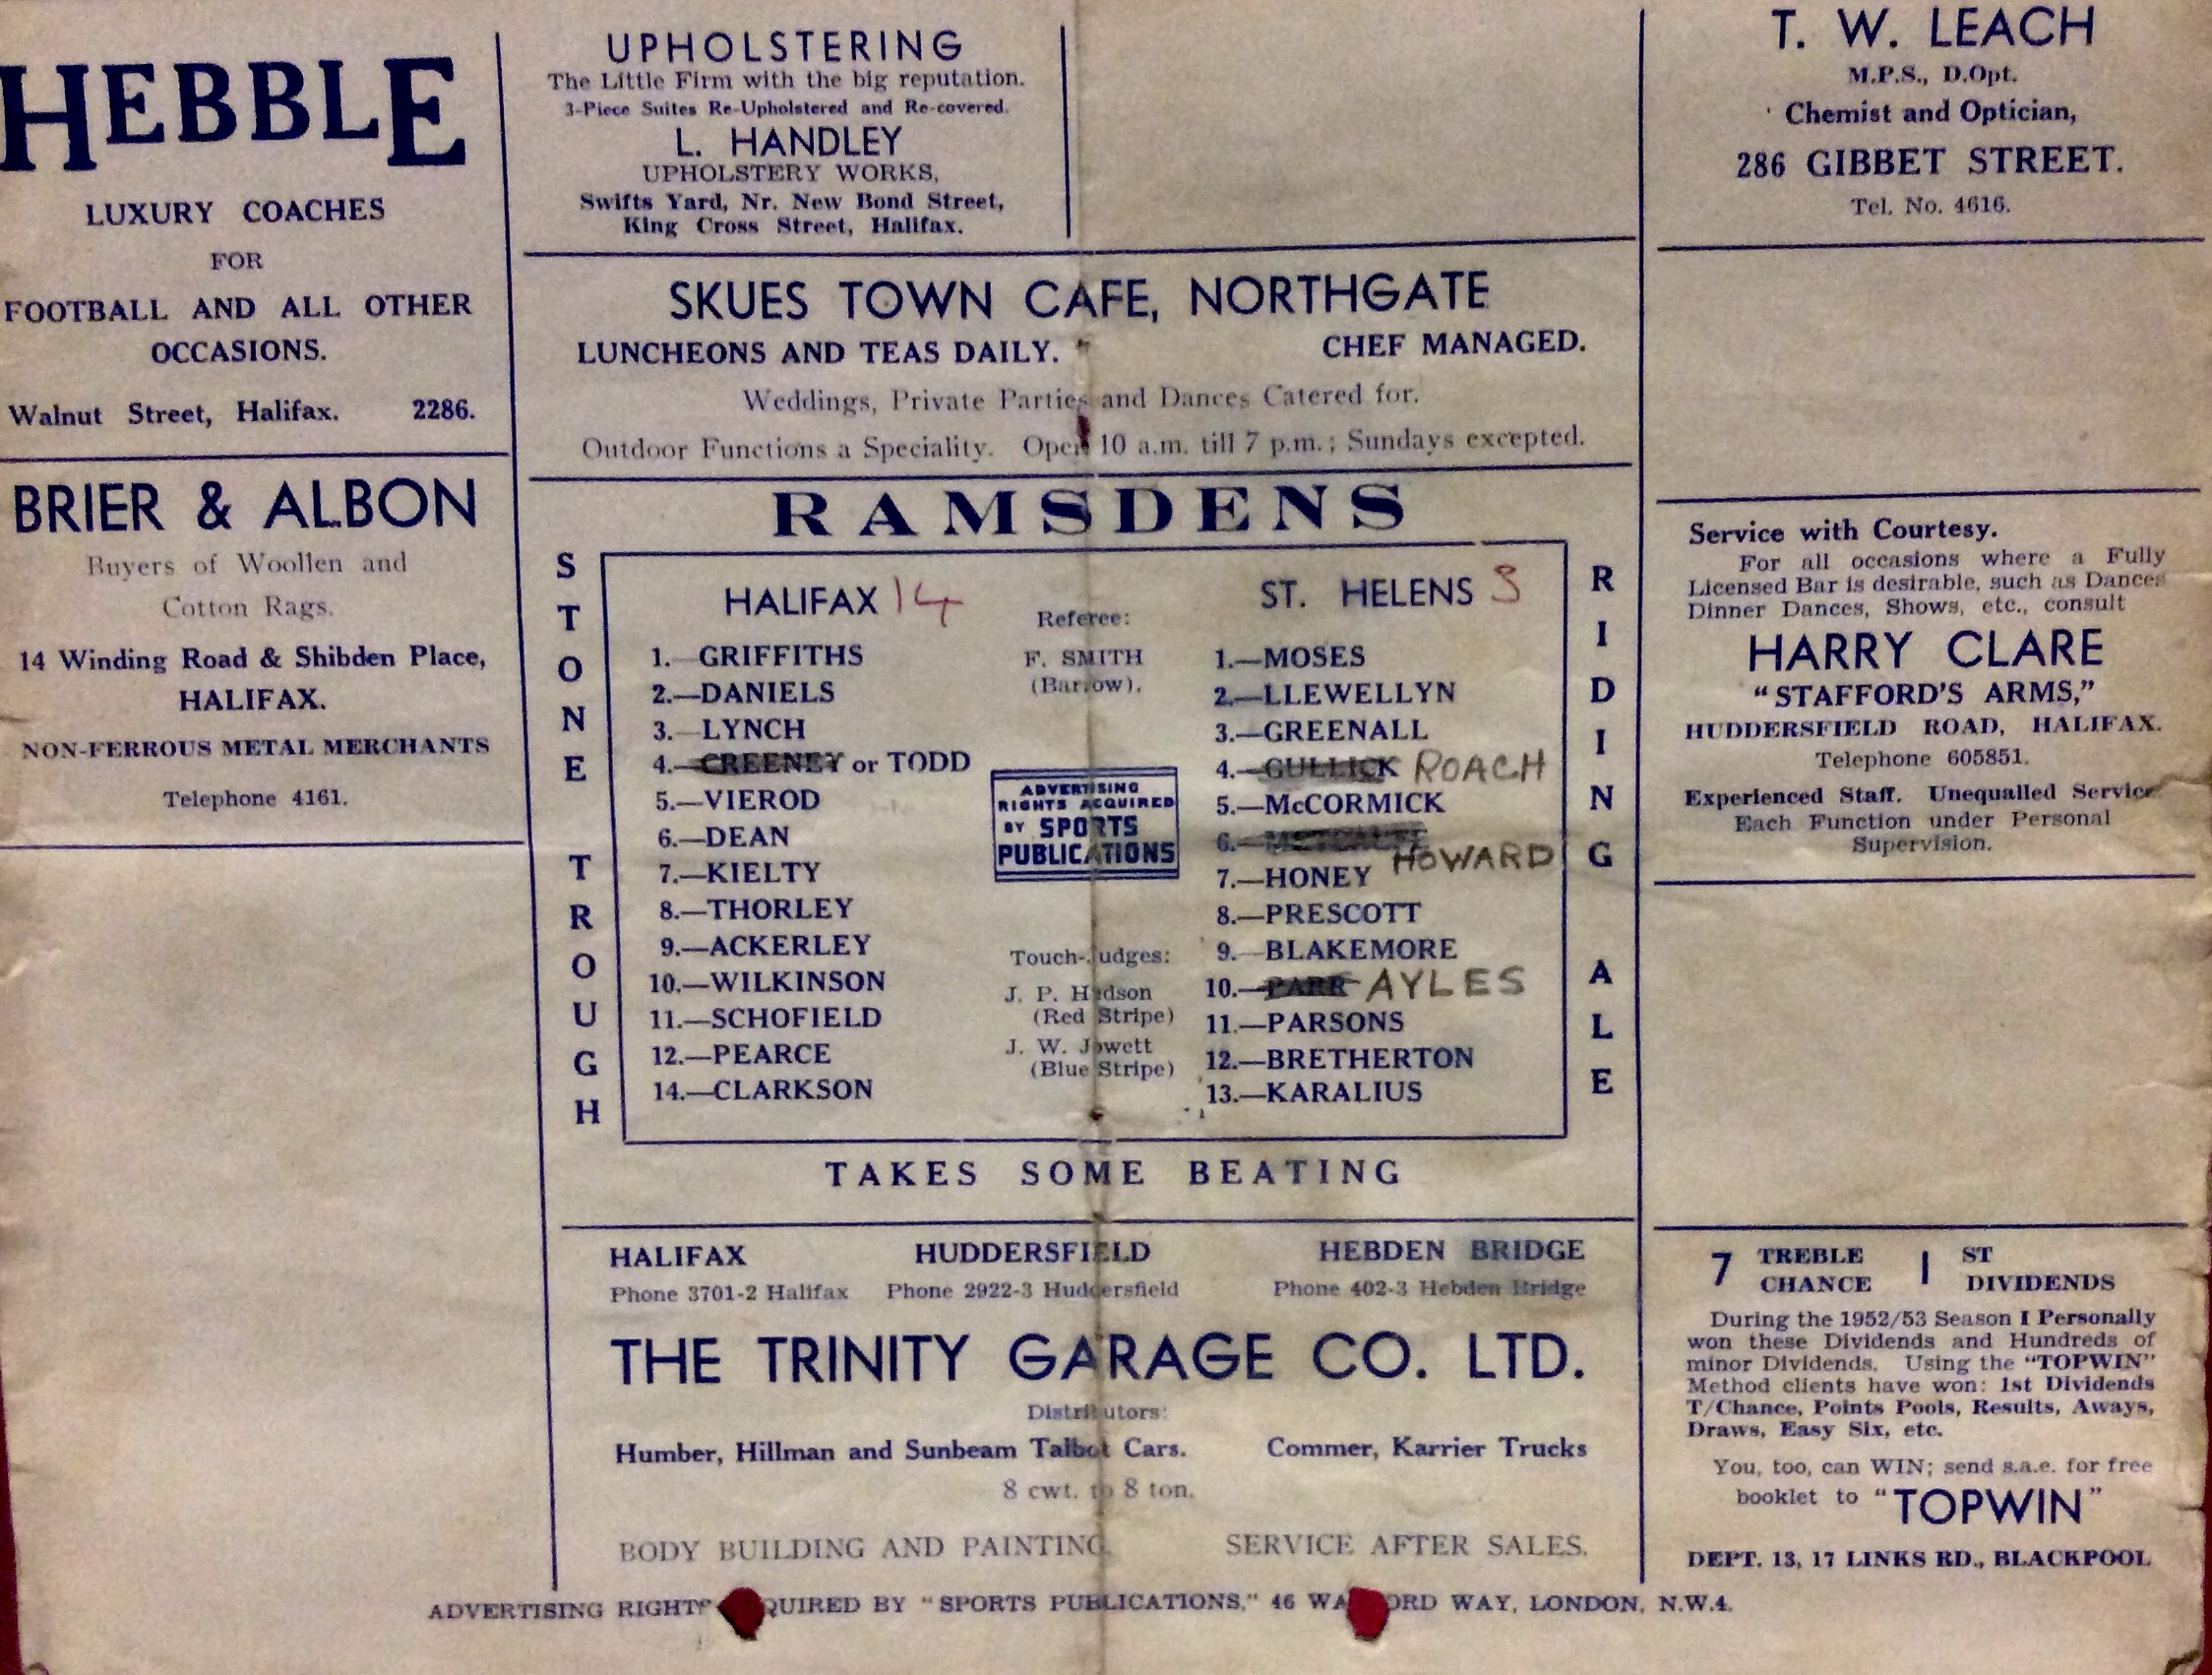 HEBBLE
LUXURY COACHES
FOR
FOOTBALL AND ALL OTHER
OCCASIONS.
Walnut Street, Halifax. 2286.
BRIER & ALBON
Buyers of Woollen and
Cotton Rags.
14 Winding Road & Shibden Place,
HALIFAX.
NON-FERROUS METAL MERCHANTS
Telephone 4161.
UPHOLSTERING
The Little Firm with the big reputation.
3-Piece Suites Re-Upholstered and Re-covered.
L. HANDLEY
UPHOLSTERY WORKS,
Swifts Yard, Nr. New Bond Street,
King Cross Street, Halifax.
SKUES TOWN CAFE, NORTHGATE
LUNCHEONS AND TEAS DAILY. CHEF MANAGED.
Weddings, Private Parties and Dances Catered for.
Outdoor Functions a Speciality. Open 10 a.m. till 7 p.m.; Sundays excepted.
RAMSDENS
STONE TROUGH
HALIFAX 14
1.—GRIFFITHS
2.—DANIELS
3.—LYNCH
4.—CREENEY or TODD
5.—VIEROD
6.—DEAN
7.—KIELTY
8.—THORLEY
9.—ACKERLEY
10.—WILKINSON
11.—SCHOFIELD
12.—PEARCE
14.—CLARKSON
Referee:
F. SMITH
(Barrow).
ADVERTISING
RIGHTS ACQUIRED
BY SPORTS
PUBLICATIONS
Touch-Judges:
J. P. Hudson
(Red Stripe)
J. W. Jowett
(Blue Stripe)
ST. HELENS 3
1.—MOSES
2.—LLEWELLYN
3.—GREENALL
4.—GULLICK ROACH
5.—McCORMICK
6.— HOWARD
7.—HONEY
8.—PRESCOTT
9.—BLAKEMORE
10.—PARR AYLES
11.—PARSONS
12.—BRETHERTON
13.—KARALIUS
RIDING ALE
TAKES SOME BEATING
HALIFAX HUDDERSFIELD HEBDEN BRIDGE
Phone 3701-2 Halifax Phone 2922-3 Huddersfield Phone 402-3 Hebden Bridge
THE TRINITY GARAGE CO. LTD.
Distributors:
Humber, Hillman and Sunbeam Talbot Cars. Commer, Karrier Trucks
8 cwt. to 8 ton.
BODY BUILDING AND PAINTING. SERVICE AFTER SALES.
T. W. LEACH
M.P.S., D.Opt.
Chemist and Optician,
286 GIBBET STREET.
Tel. No. 4616.
Service with Courtesy.
For all occasions where a Fully
Licensed Bar is desirable, such as Dances
Dinner Dances, Shows, etc., consult
HARRY CLARE
"STAFFORD'S ARMS,"
HUDDERSFIELD ROAD, HALIFAX.
Telephone 605851.
Experienced Staff. Unequalled Service
Each Function under Personal
Supervision.
7 TREBLE CHANCE 1 ST DIVIDENDS
During the 1952/53 Season I Personally
won these Dividends and Hundreds of
minor Dividends. Using the "TOPWIN"
Method clients have won: 1st Dividends
T/Chance, Points Pools, Results, Aways,
Draws, Easy Six, etc.
You, too, can WIN; send s.a.e. for free
booklet to "TOPWIN"
DEPT. 13, 17 LINKS RD., BLACKPOOL
ADVERTISING RIGHTS QUIRED BY "SPORTS PUBLICATIONS," 46 WA ORD WAY, LONDON, N.W.4.